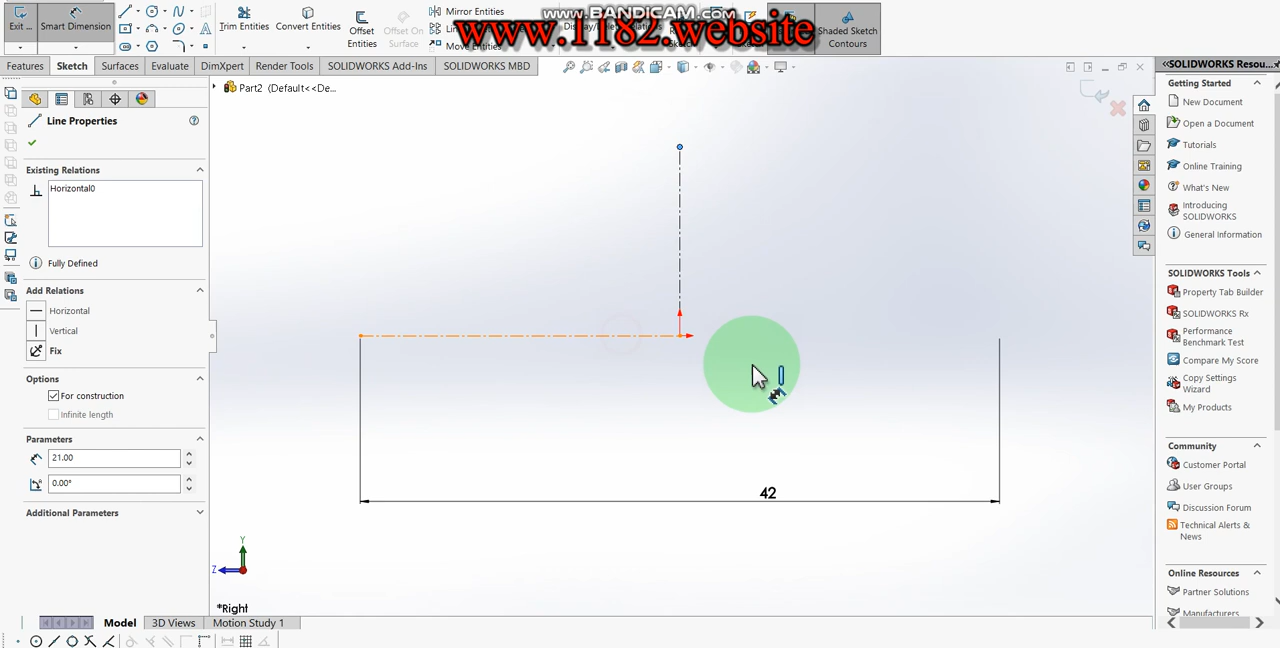 www.BANDICAM.com
www.1182.website
Exit ...
Smart Dimension
Trim Entities
Convert Entities
Offset Entities
Offset On Surface
Mirror Entities
Move Entities
Shaded Sketch Contours
Features
Sketch
Surfaces
Evaluate
DimXpert
Render Tools
SOLIDWORKS Add-Ins
SOLIDWORKS MBD
Part2 (Default<<De...
Line Properties
Existing Relations
Horizontal0
Fully Defined
Add Relations
Horizontal
Vertical
Fix
Options
For construction
Infinite length
Parameters
21.00
0.00°
Additional Parameters
42
Y
Z
*Right
Model
3D Views
Motion Study 1
SOLIDWORKS Resou...
Getting Started
New Document
Open a Document
Tutorials
Online Training
What's New
Introducing
SOLIDWORKS
General Information
SOLIDWORKS Tools
Property Tab Builder
SOLIDWORKS Rx
Performance
Benchmark Test
Compare My Score
Copy Settings
Wizard
My Products
Community
Customer Portal
User Groups
Discussion Forum
Technical Alerts &
News
Online Resources
Partner Solutions
Manufacturers